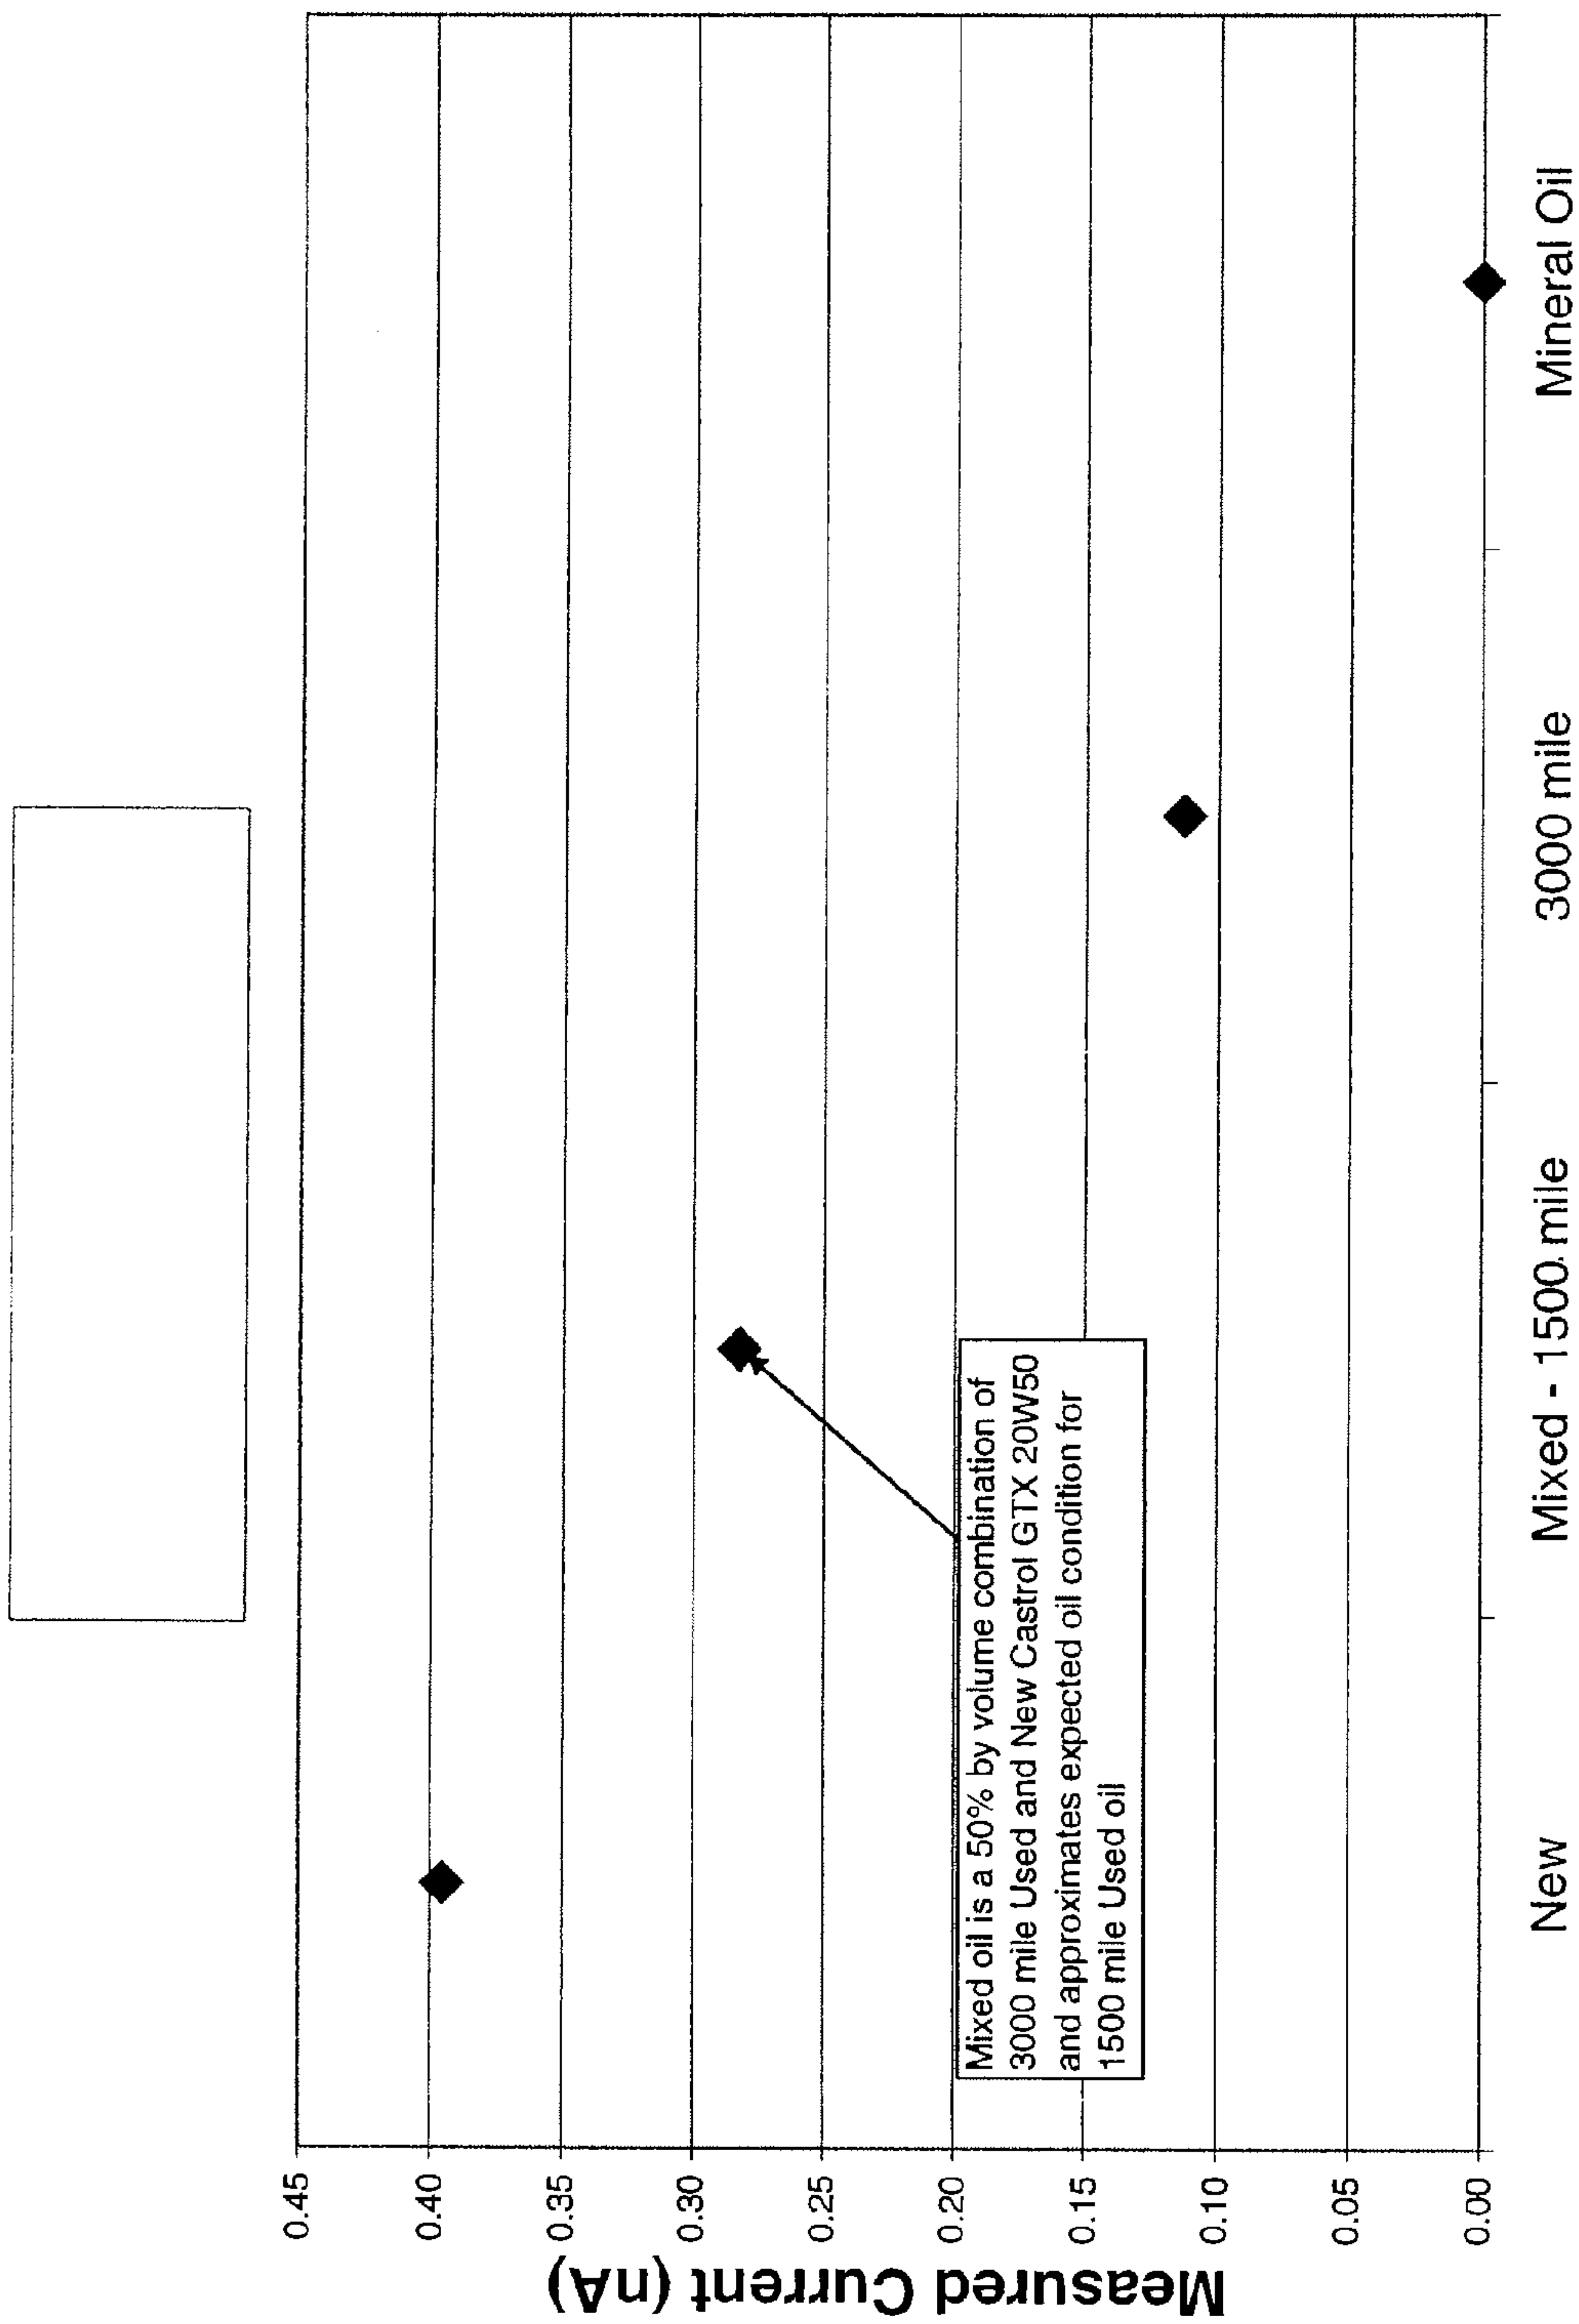 Measured Current (nA)
0.45
0.40
0.35
0.30
0.25
0.20
0.15
0.10
0.05
0.00
Mixed oil is a 50% by volume combination of
3000 mile Used and New Castrol GTX 20W50
and approximates expected oil condition for
1500 mile Used oil
New
Mixed - 1500 mile
3000 mile
Mineral Oil